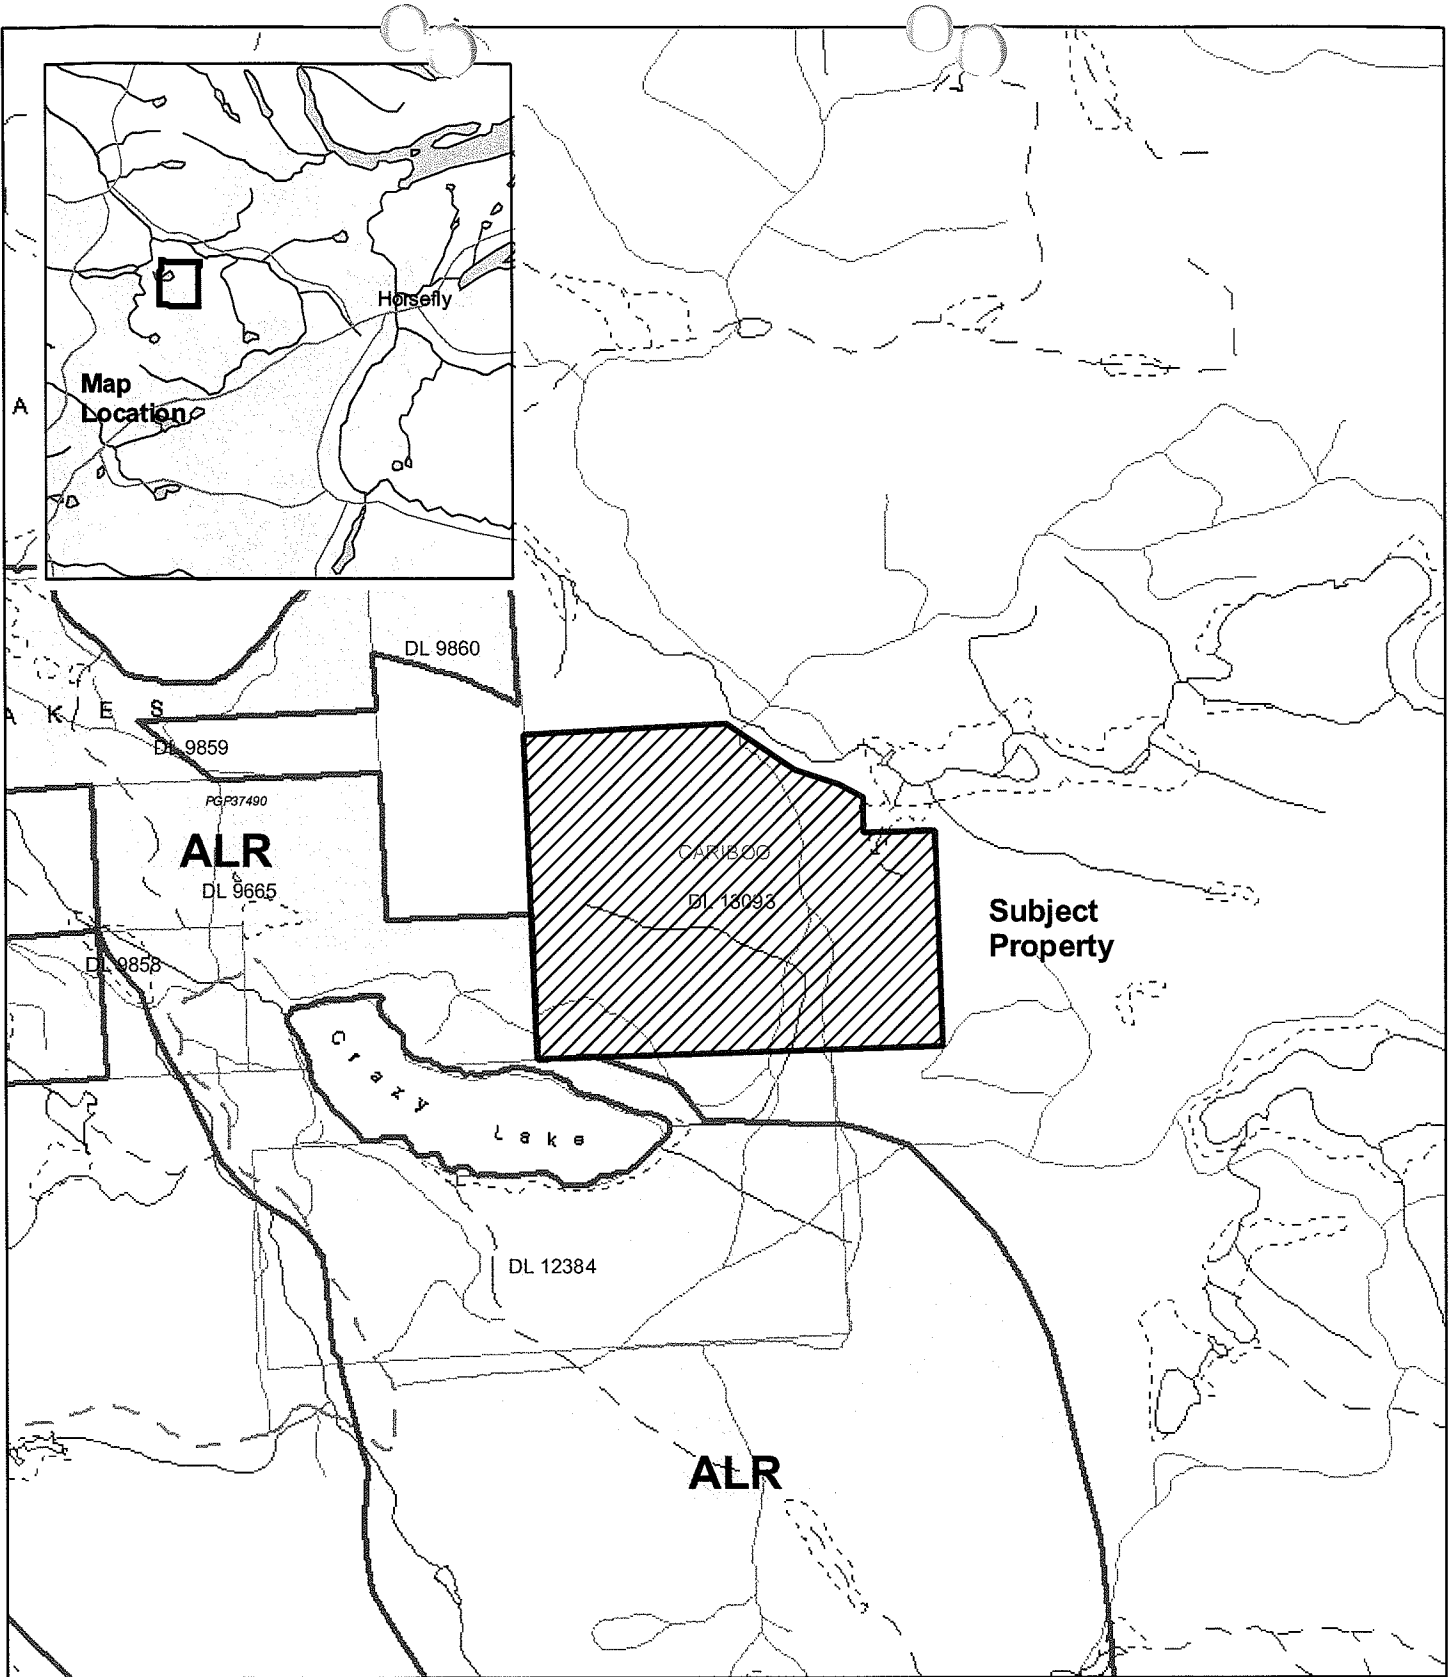 Horsefly
Map
Location
A
DL 9860
A K E S
DL 9859
PGP37490
ALR
DL 9665
CARIBOO
DL 13093
Subject
Property
DL 9858
Crazy
Lake
DL 12384
ALR